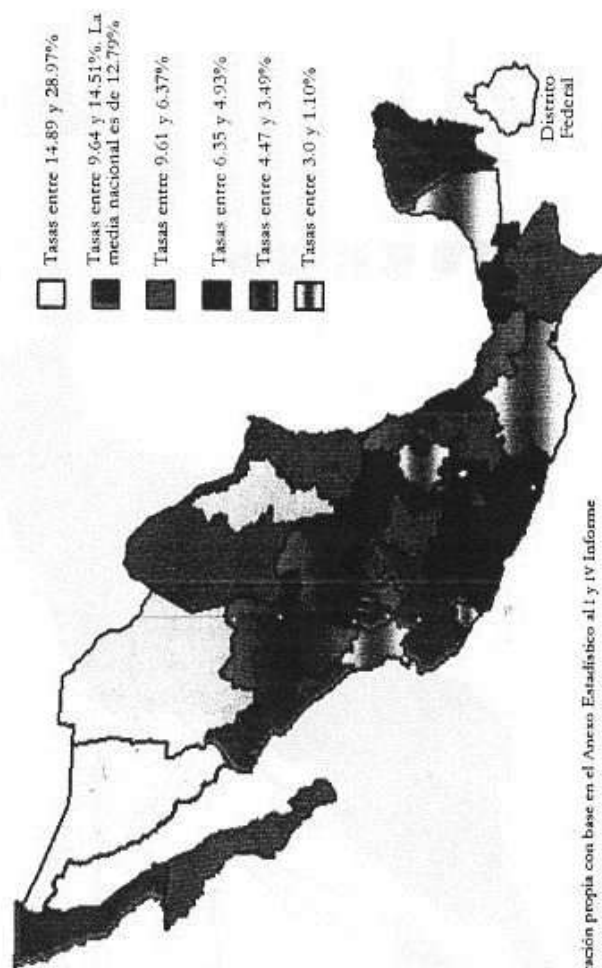 Tasas entre 14.89 y 28.97%
Tasas entre 9.64 y 14.51%. La
media nacional es de 12.79%
Tasas entre 9.61 y 6.37%
Tasas entre 6.35 y 4.93%
Tasas entre 4.47 y 3.49%
Tasas entre 3.0 y 1.10%
Distrito
Federal
ración propia con base en el Anexo Estadístico al I y IV Informe